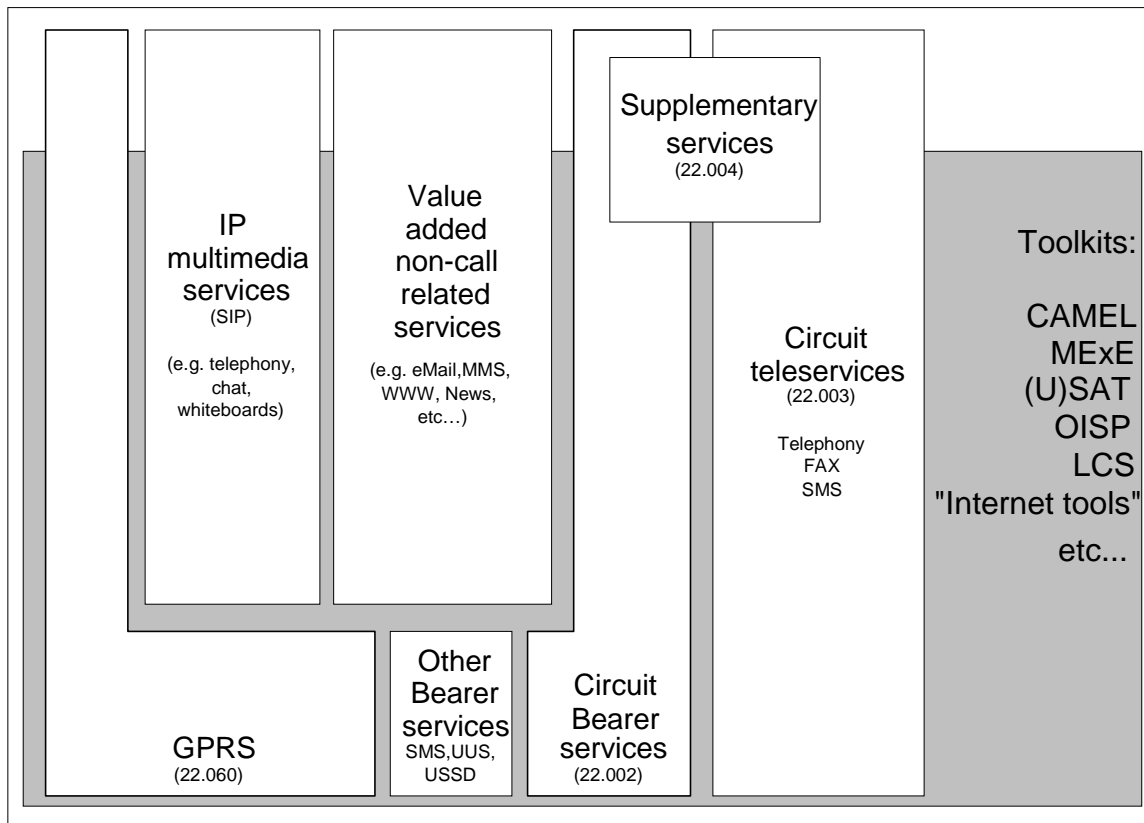 Supplementary
services
(22.004)
IP
multimedia
services
(SIP)
(e.g. telephony,
chat,
whiteboards)
Value
added
non-call
related
services
(e.g. eMail,MMS,
WWW, News,
etc…)
Circuit
teleservices
(22.003)
Telephony
FAX
SMS
Toolkits:
CAMEL
MExE
(U)SAT
OISP
LCS
"Internet tools"
etc...
GPRS
(22.060)
Other
Bearer
services
SMS,UUS,
USSD
Circuit
Bearer
services
(22.002)